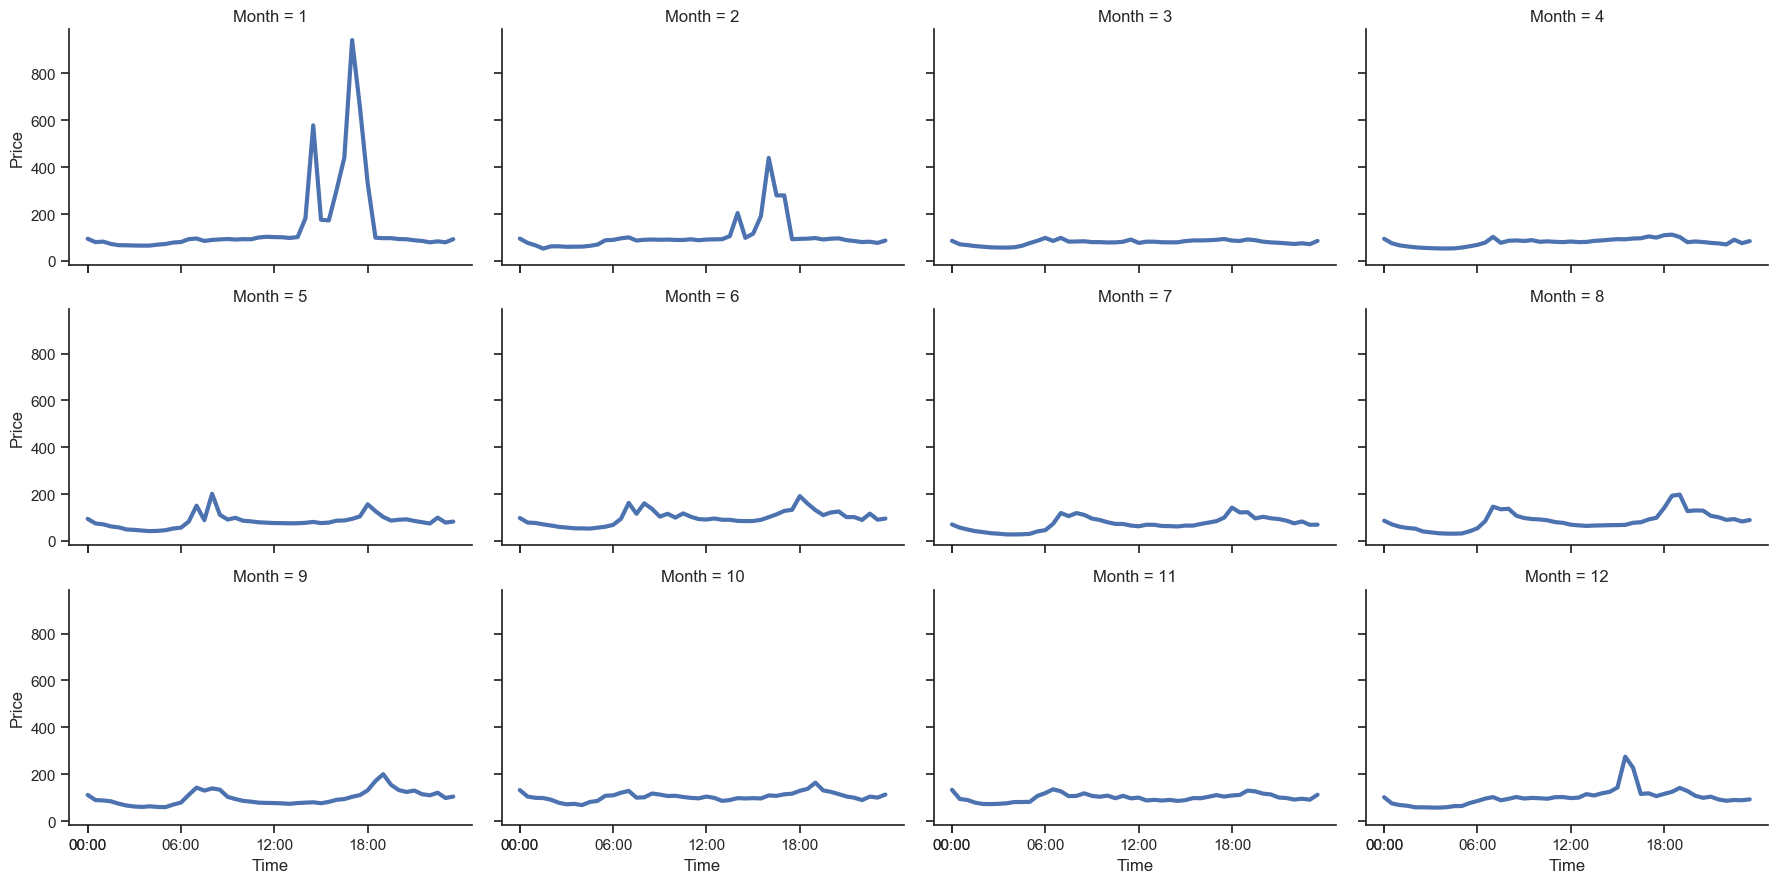 Month = 1
Month = 2
Month = 3
Month = 4
800
600
400
200
0
Price
Month = 5
Month = 6
Month = 7
Month = 8
800
600
400
200
0
Price
Month = 9
Month = 10
Month = 11
Month = 12
800
600
400
200
0
Price
00:00 06:00 12:00 18:00
00:00 06:00 12:00 18:00
00:00 06:00 12:00 18:00
00:00 06:00 12:00 18:00
Time
Time
Time
Time